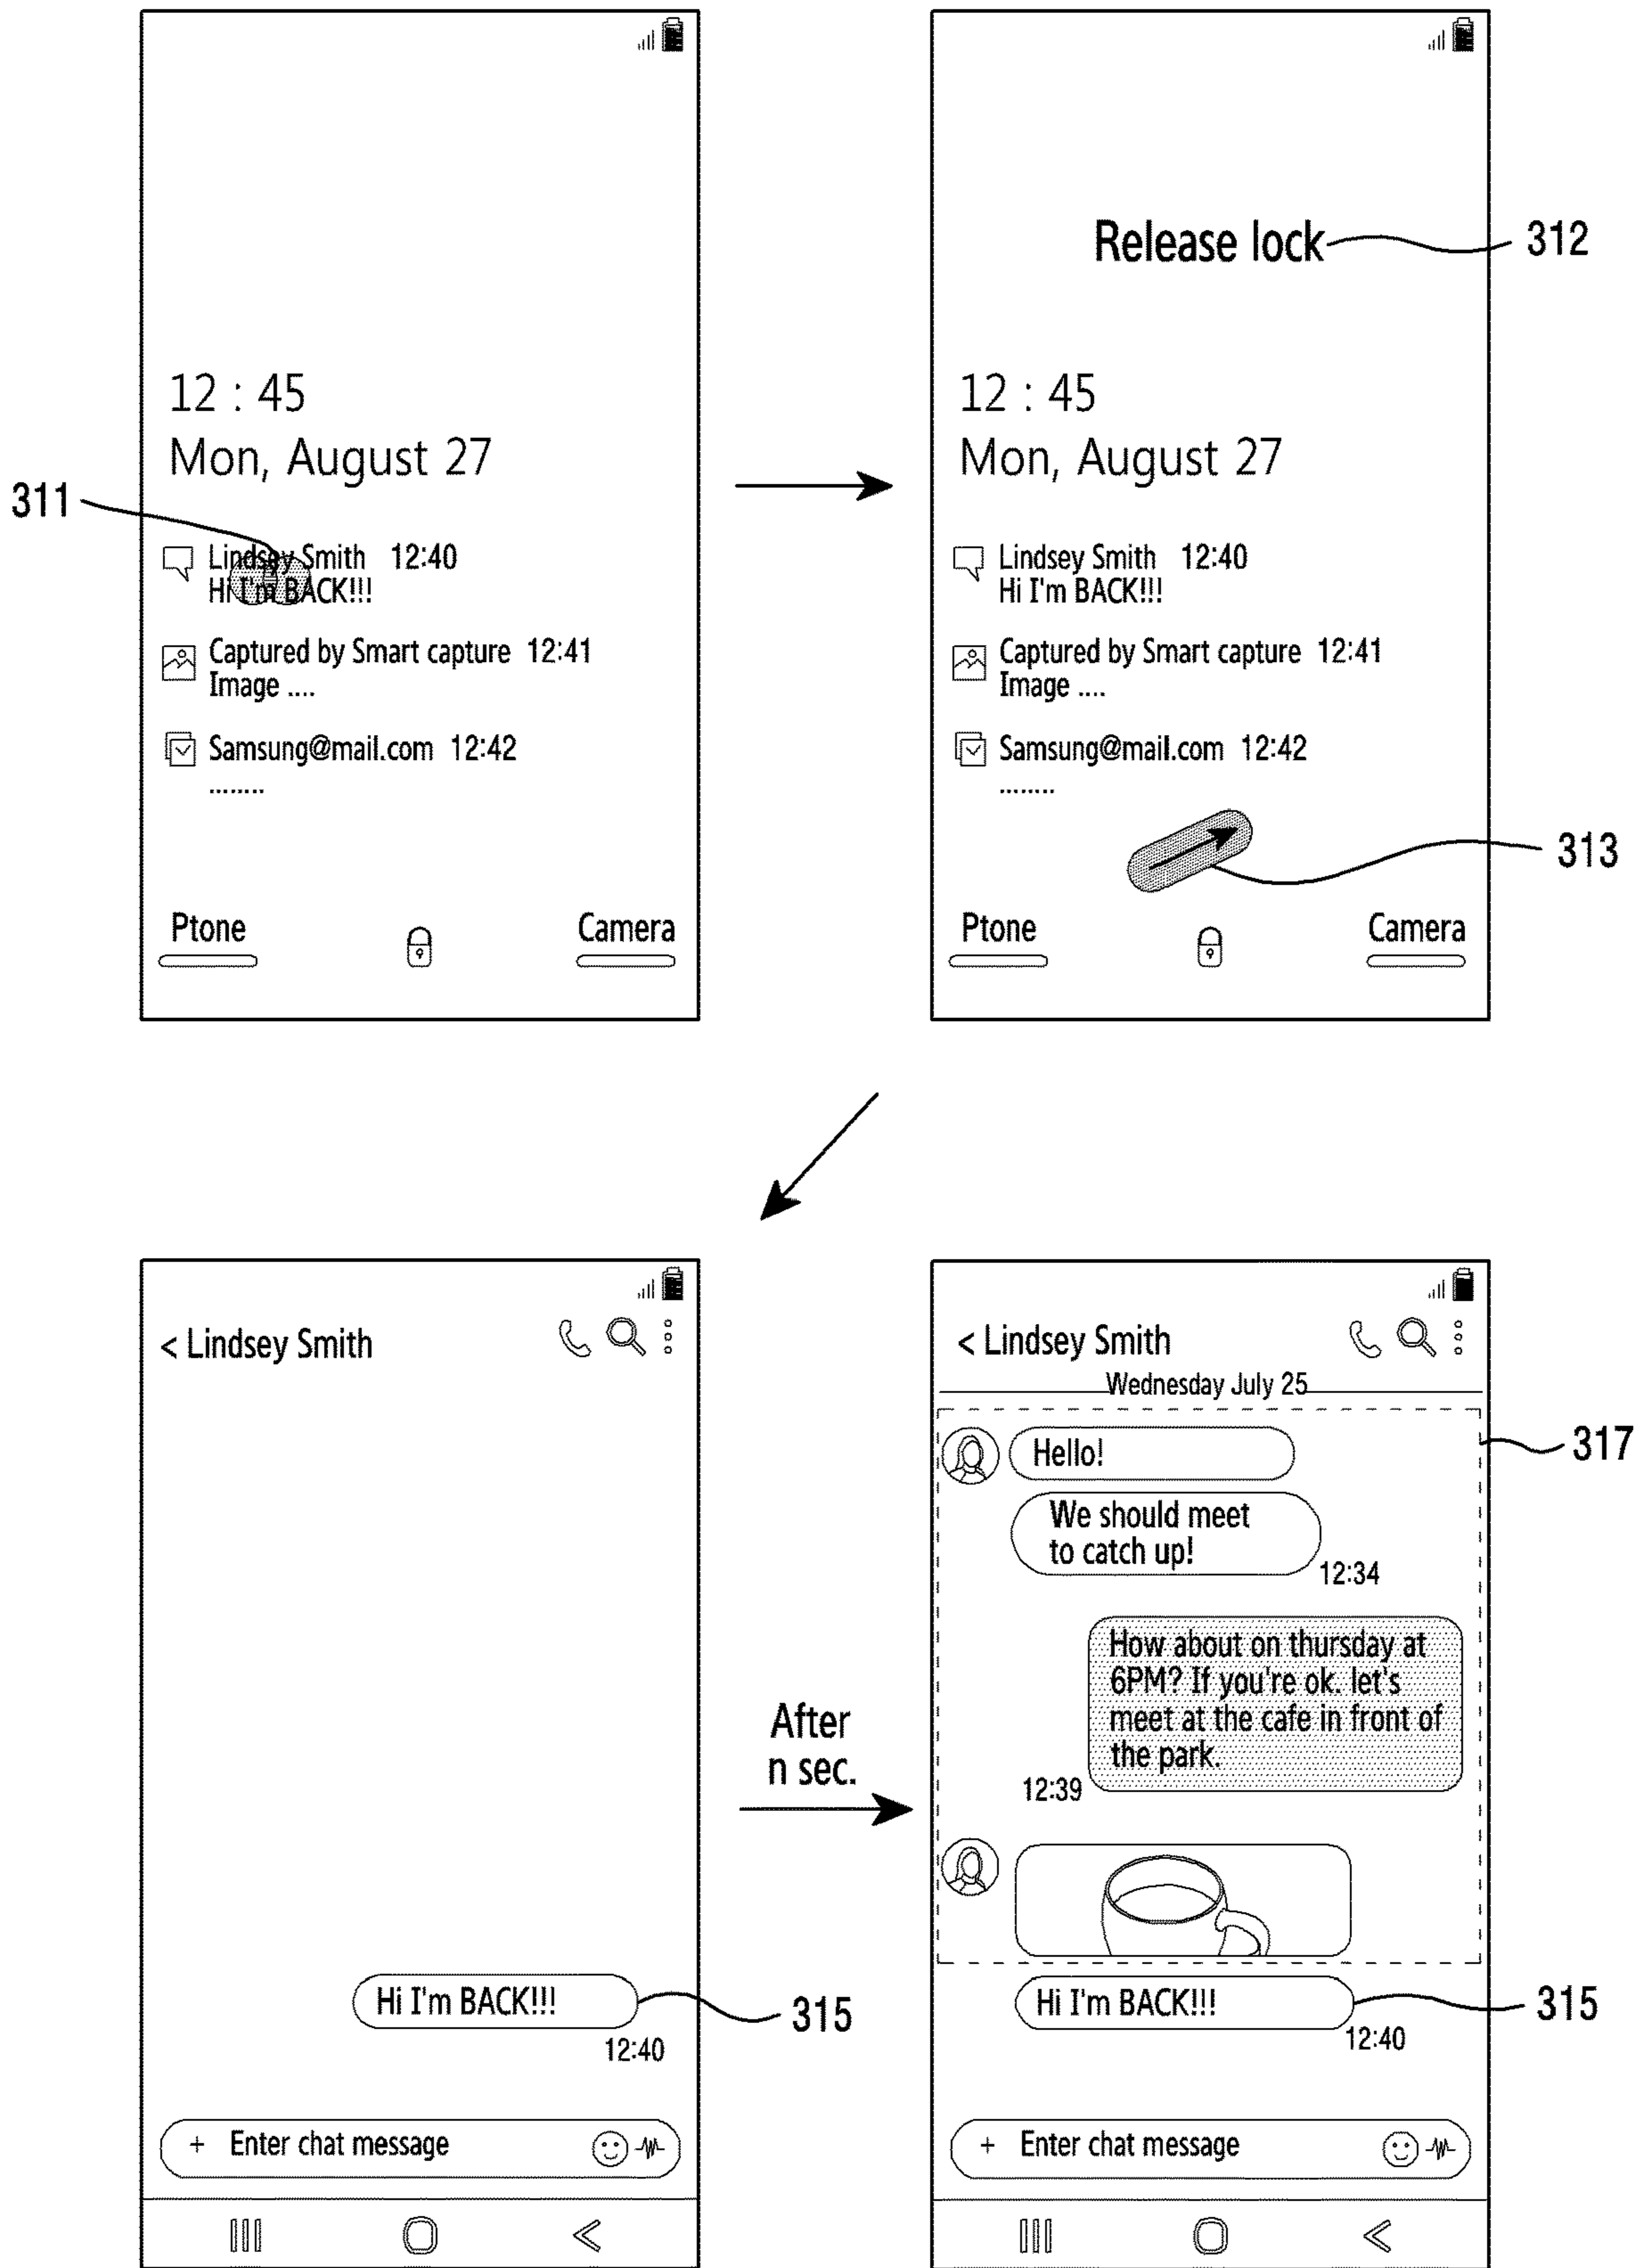 12 : 45
Mon, August 27
311
Lindsey Smith 12:40
Hi I'm BACK!!!
Captured by Smart capture 12:41
Image ....
Samsung@mail.com 12:42
........
Ptone
Camera
Release lock
312
12 : 45
Mon, August 27
Lindsey Smith 12:40
Hi I'm BACK!!!
Captured by Smart capture 12:41
Image ....
Samsung@mail.com 12:42
........
313
Ptone
Camera
< Lindsey Smith
Hi I'm BACK!!!
315
12:40
+ Enter chat message
After
n sec.
< Lindsey Smith
Wednesday July 25
317
Hello!
We should meet
to catch up!
12:34
How about on thursday at
6PM? If you're ok. let's
meet at the cafe in front of
the park.
12:39
Hi I'm BACK!!!
315
12:40
+ Enter chat message